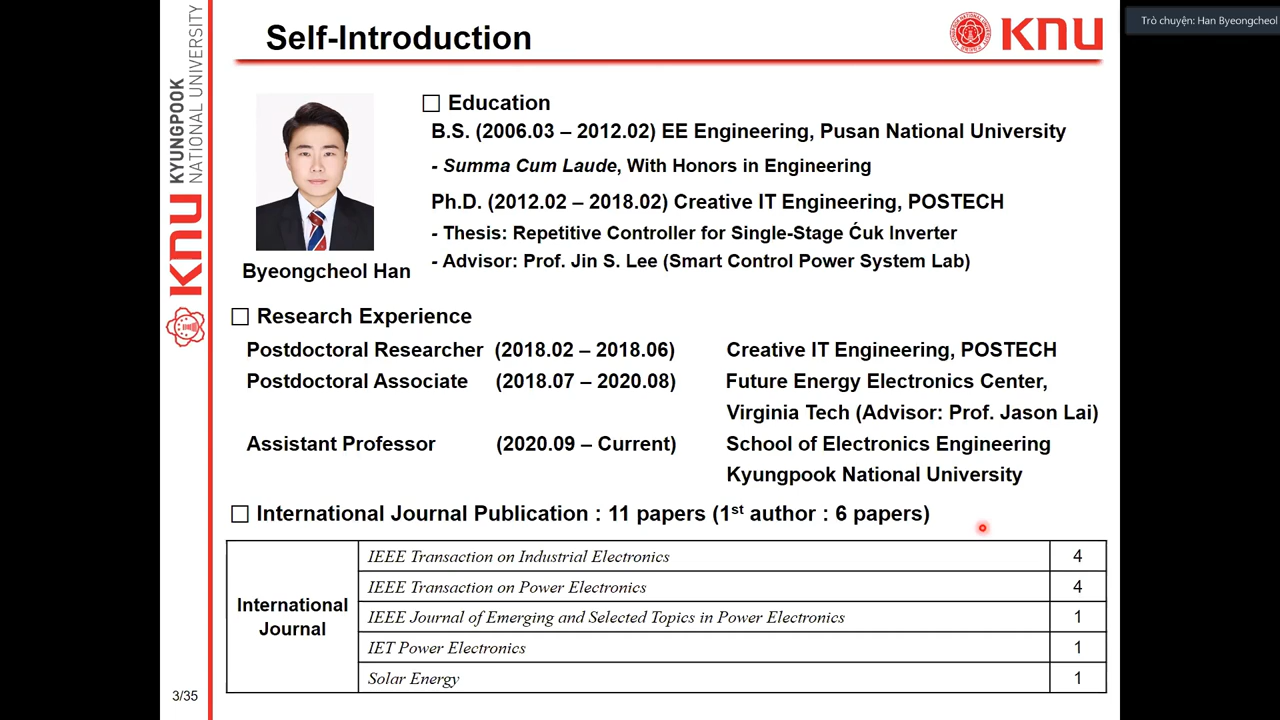 Self-Introduction
KNU
Trò chuyện: Han Byeongcheol
KYUNGPOOK
NATIONAL UNIVERSITY
KNU
Byeongcheol Han
□ Education
B.S. (2006.03 – 2012.02) EE Engineering, Pusan National University
- Summa Cum Laude, With Honors in Engineering
Ph.D. (2012.02 – 2018.02) Creative IT Engineering, POSTECH
- Thesis: Repetitive Controller for Single-Stage Ćuk Inverter
- Advisor: Prof. Jin S. Lee (Smart Control Power System Lab)
□ Research Experience
Postdoctoral Researcher (2018.02 – 2018.06) Creative IT Engineering, POSTECH
Postdoctoral Associate (2018.07 – 2020.08) Future Energy Electronics Center,
Virginia Tech (Advisor: Prof. Jason Lai)
Assistant Professor (2020.09 – Current) School of Electronics Engineering
Kyungpook National University
□ International Journal Publication : 11 papers (1st author : 6 papers)
International
Journal
IEEE Transaction on Industrial Electronics 4
IEEE Transaction on Power Electronics 4
IEEE Journal of Emerging and Selected Topics in Power Electronics 1
IET Power Electronics 1
Solar Energy 1
3/35